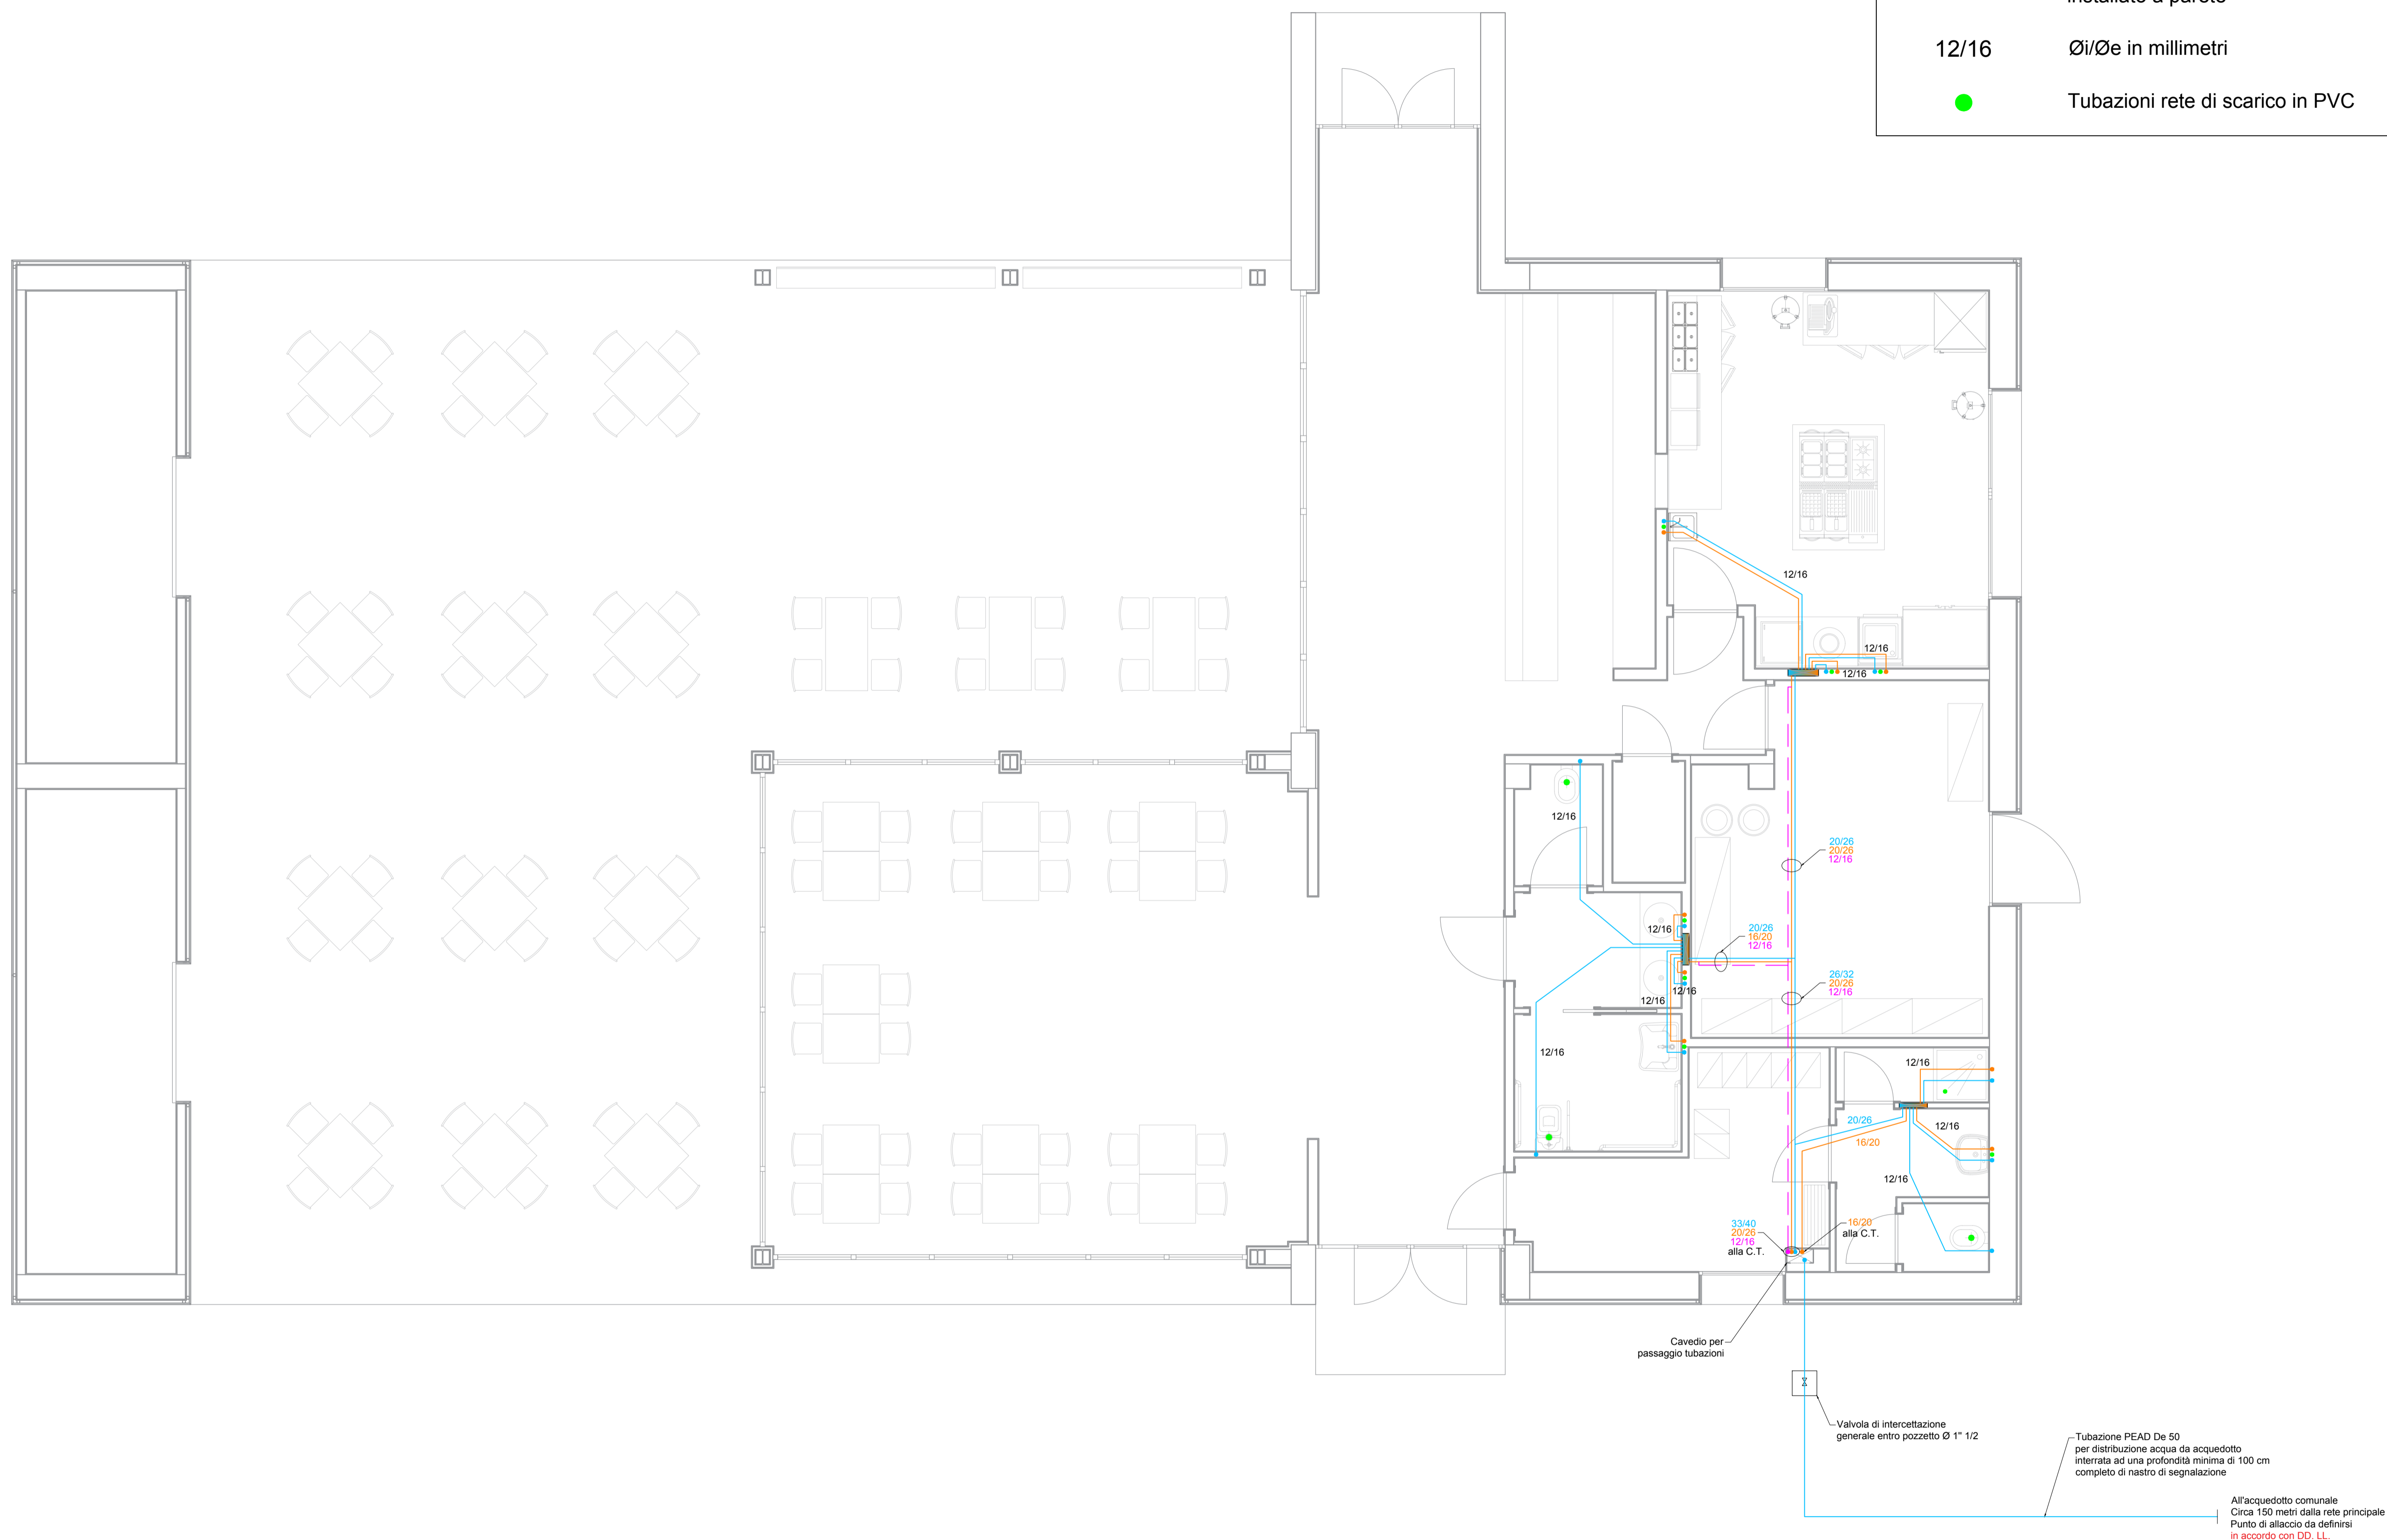 12/16
Øi/Øe in millimetri
Tubazioni rete di scarico in PVC
12/16
12/16
12/16
12/16
20/26
20/26
12/16
12/16
20/26
16/20
12/16
26/32
20/26
12/16
12/16
12/16
12/16
12/16
20/26
12/16
16/20
12/16
33/40
20/26
12/16
alla C.T.
16/20
alla C.T.
Cavedio per
passaggio tubazioni
Valvola di intercettazione
generale entro pozzetto Ø 1" 1/2
Tubazione PEAD De 50
per distribuzione acqua da acquedotto
interrata ad una profondità minima di 100 cm
completo di nastro di segnalazione
All'acquedotto comunale
Circa 150 metri dalla rete principale
Punto di allaccio da definirsi
in accordo con DD. LL.